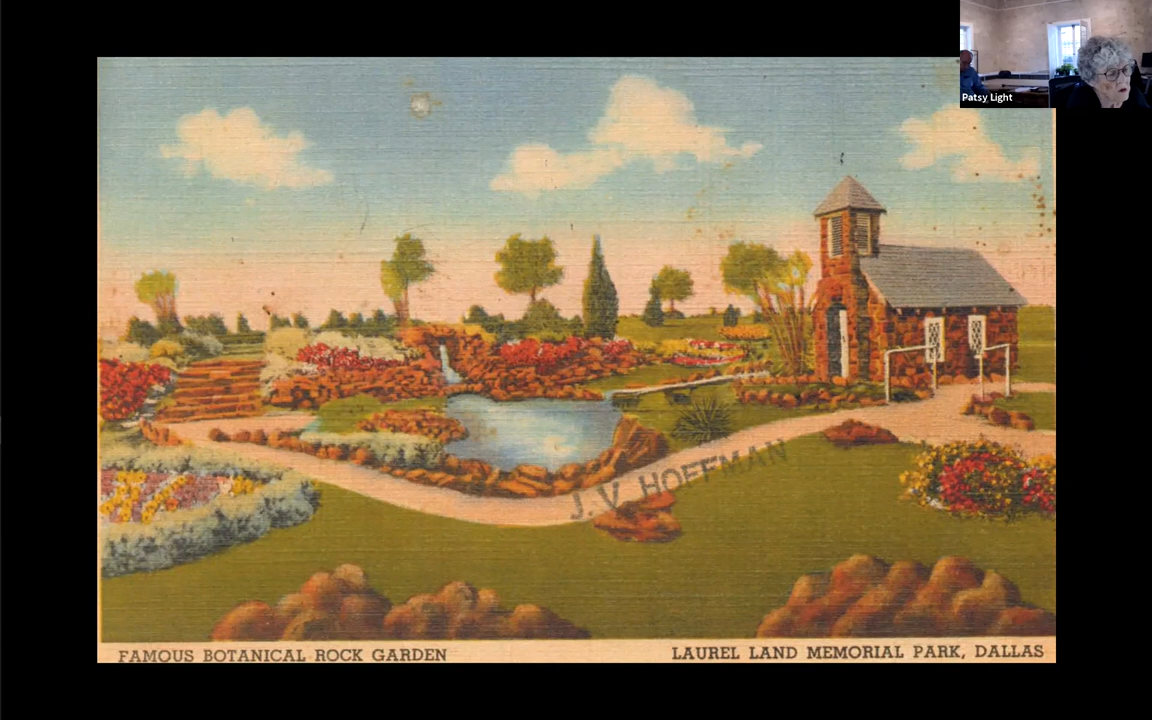 Patsy Light
J. V. HOFFMAN
FAMOUS BOTANICAL ROCK GARDEN
LAUREL LAND MEMORIAL PARK, DALLAS